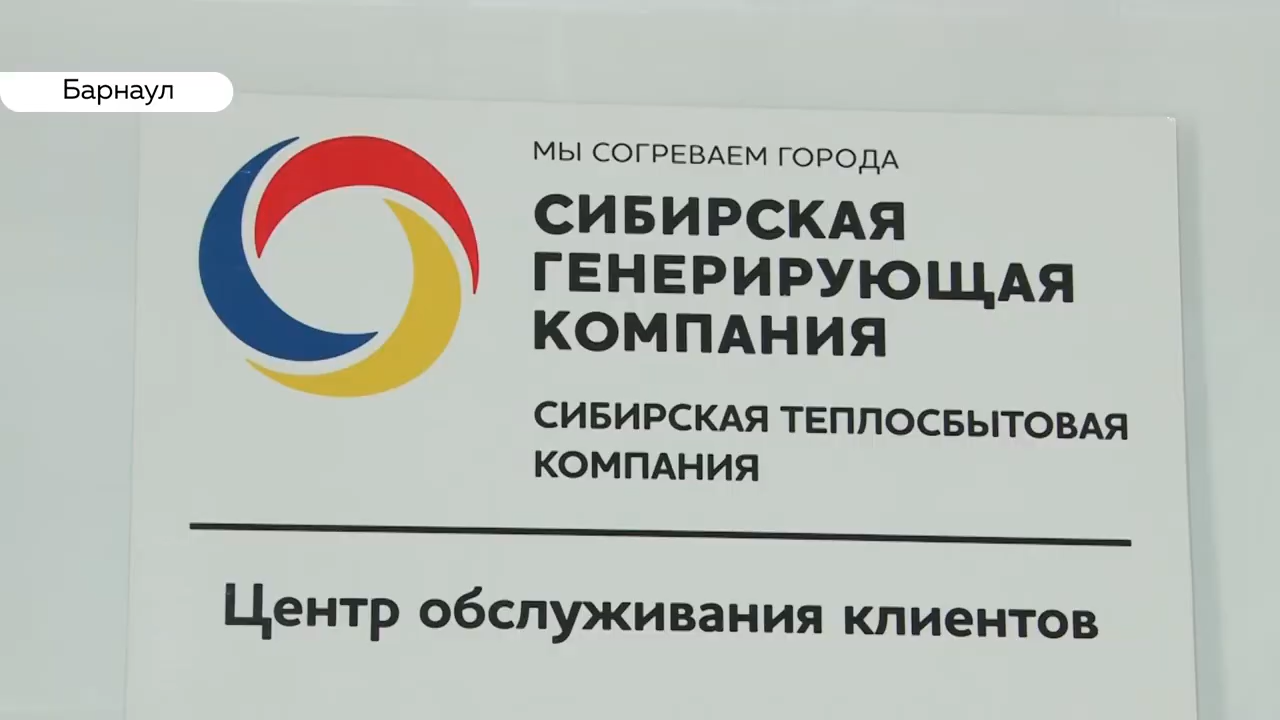 Барнаул
МЫ СОГРЕВАЕМ ГОРОДА
СИБИРСКАЯ
ГЕНЕРИРУЮЩАЯ
КОМПАНИЯ
СИБИРСКАЯ ТЕПЛОСБЫТОВАЯ
КОМПАНИЯ
Центр обслуживания клиентов